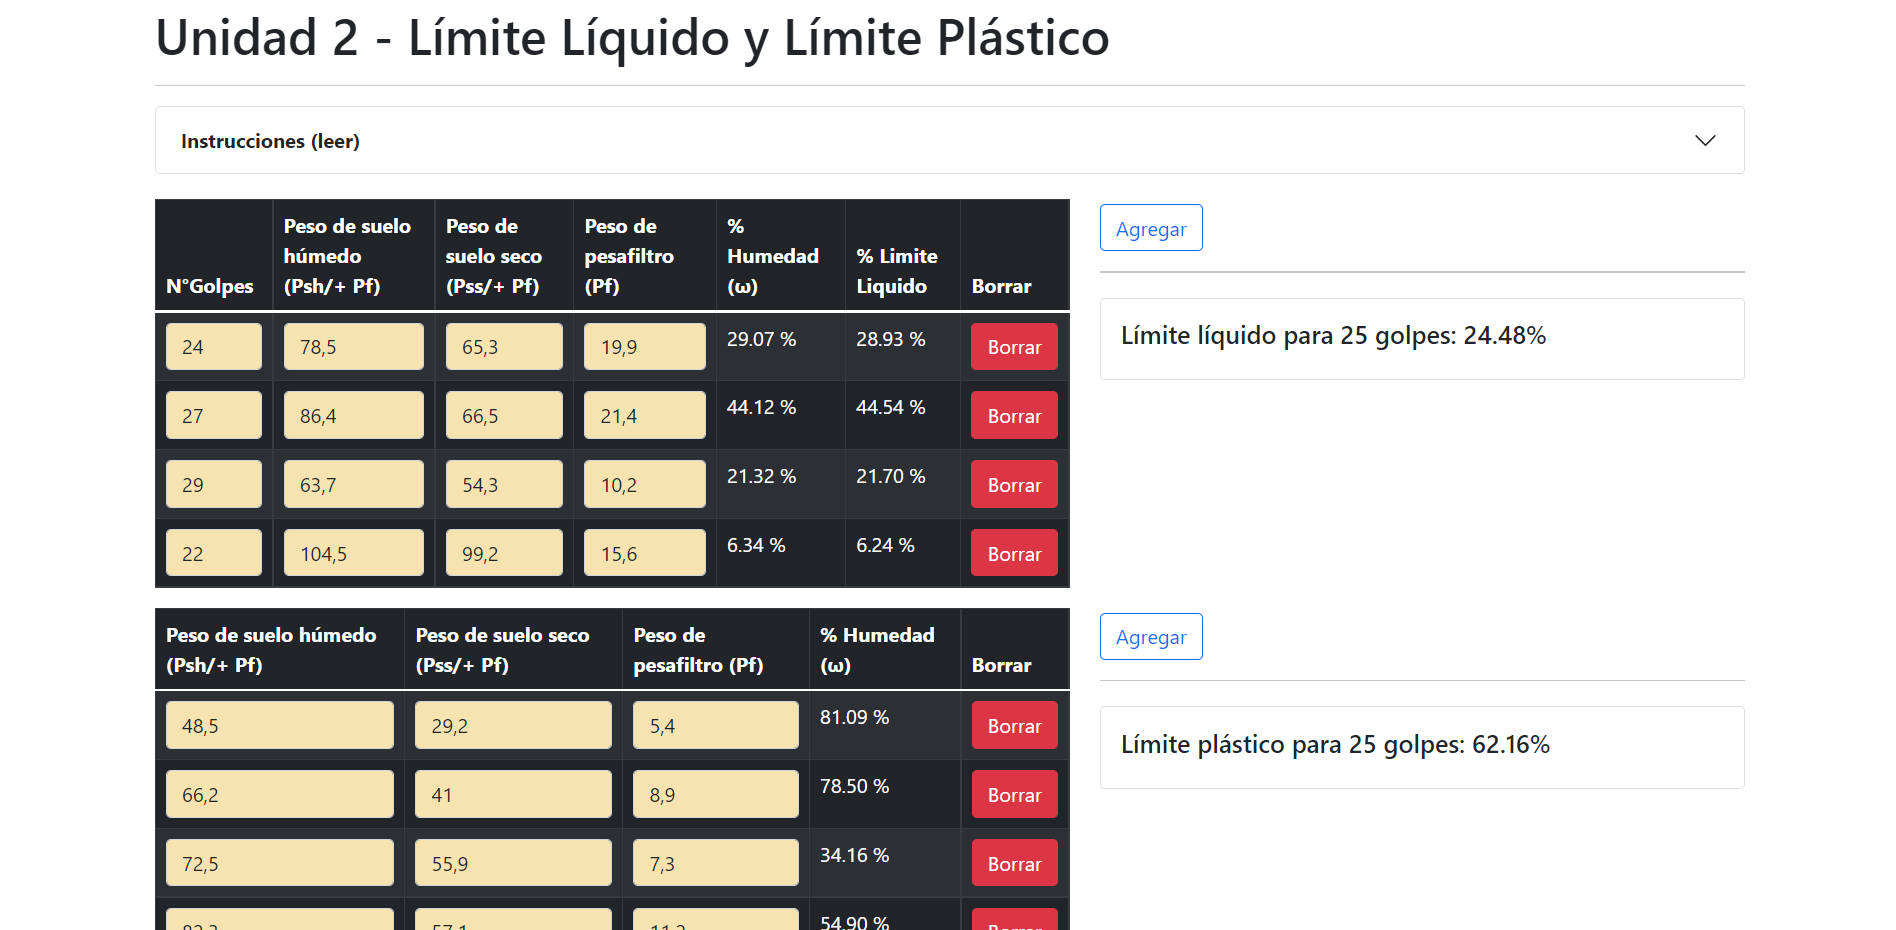 Unidad 2 - Límite Líquido y Límite Plástico
Instrucciones (leer)
N°Golpes
Peso de suelo húmedo (Psh/+ Pf)
Peso de suelo seco (Pss/+ Pf)
Peso de pesafiltro (Pf)
% Humedad (ω)
% Limite Liquido
Borrar
24 78,5 65,3 19,9 29.07 % 28.93 % Borrar
27 86,4 66,5 21,4 44.12 % 44.54 % Borrar
29 63,7 54,3 10,2 21.32 % 21.70 % Borrar
22 104,5 99,2 15,6 6.34 % 6.24 % Borrar
Agregar
Límite líquido para 25 golpes: 24.48%
Peso de suelo húmedo (Psh/+ Pf)
Peso de suelo seco (Pss/+ Pf)
Peso de pesafiltro (Pf)
% Humedad (ω)
Borrar
48,5 29,2 5,4 81.09 % Borrar
66,2 41 8,9 78.50 % Borrar
72,5 55,9 7,3 34.16 % Borrar
54.90 % Borrar
Agregar
Límite plástico para 25 golpes: 62.16%